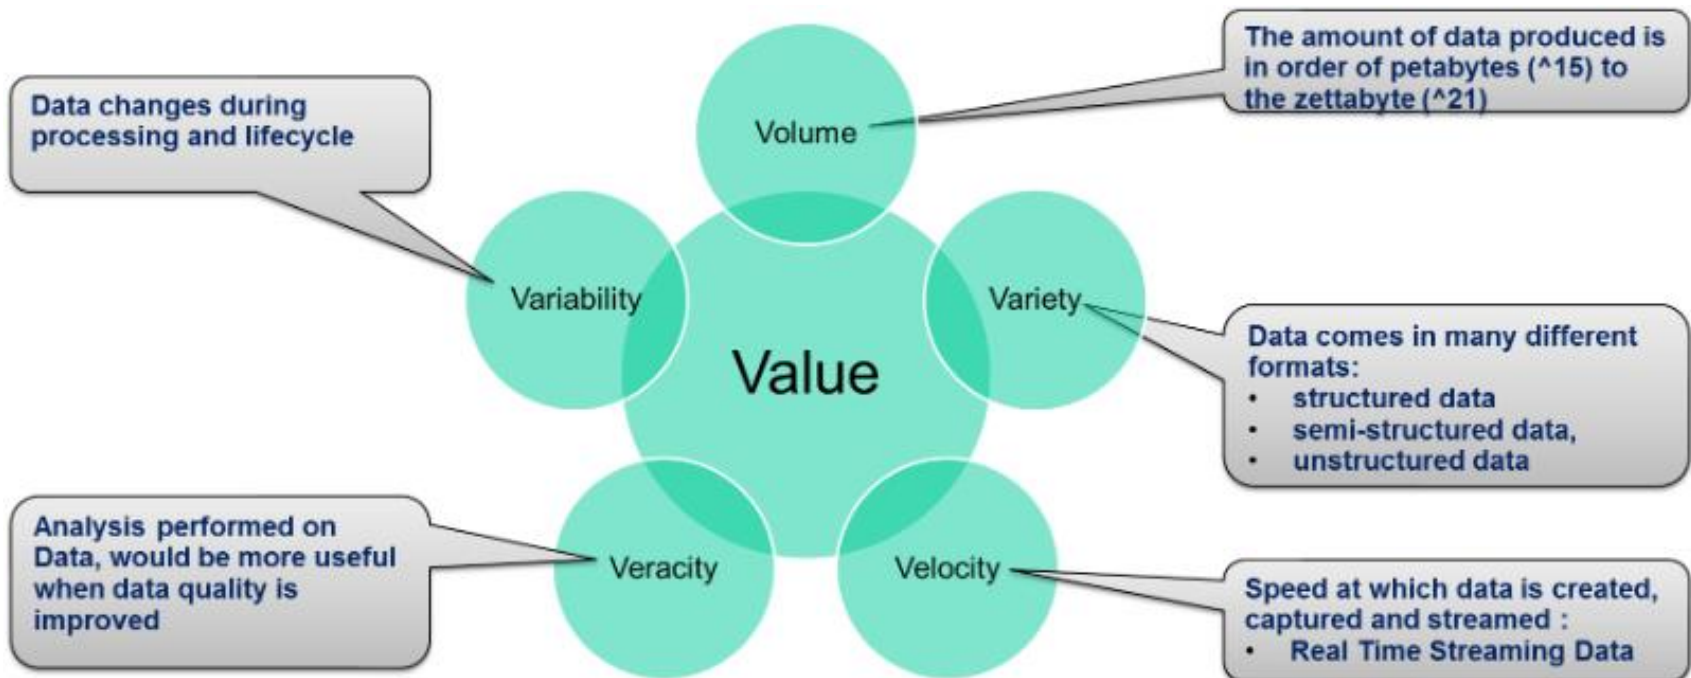 The amount of data produced is
in order of petabytes (^15) to
the zettabyte (^21)
Data changes during
processing and lifecycle
Volume
Variability
Variety
Value
Data comes in many different
formats:
• structured data
• semi-structured data,
• unstructured data
Analysis performed on
Data, would be more useful
when data quality is
improved
Veracity
Velocity
Speed at which data is created,
captured and streamed :
• Real Time Streaming Data